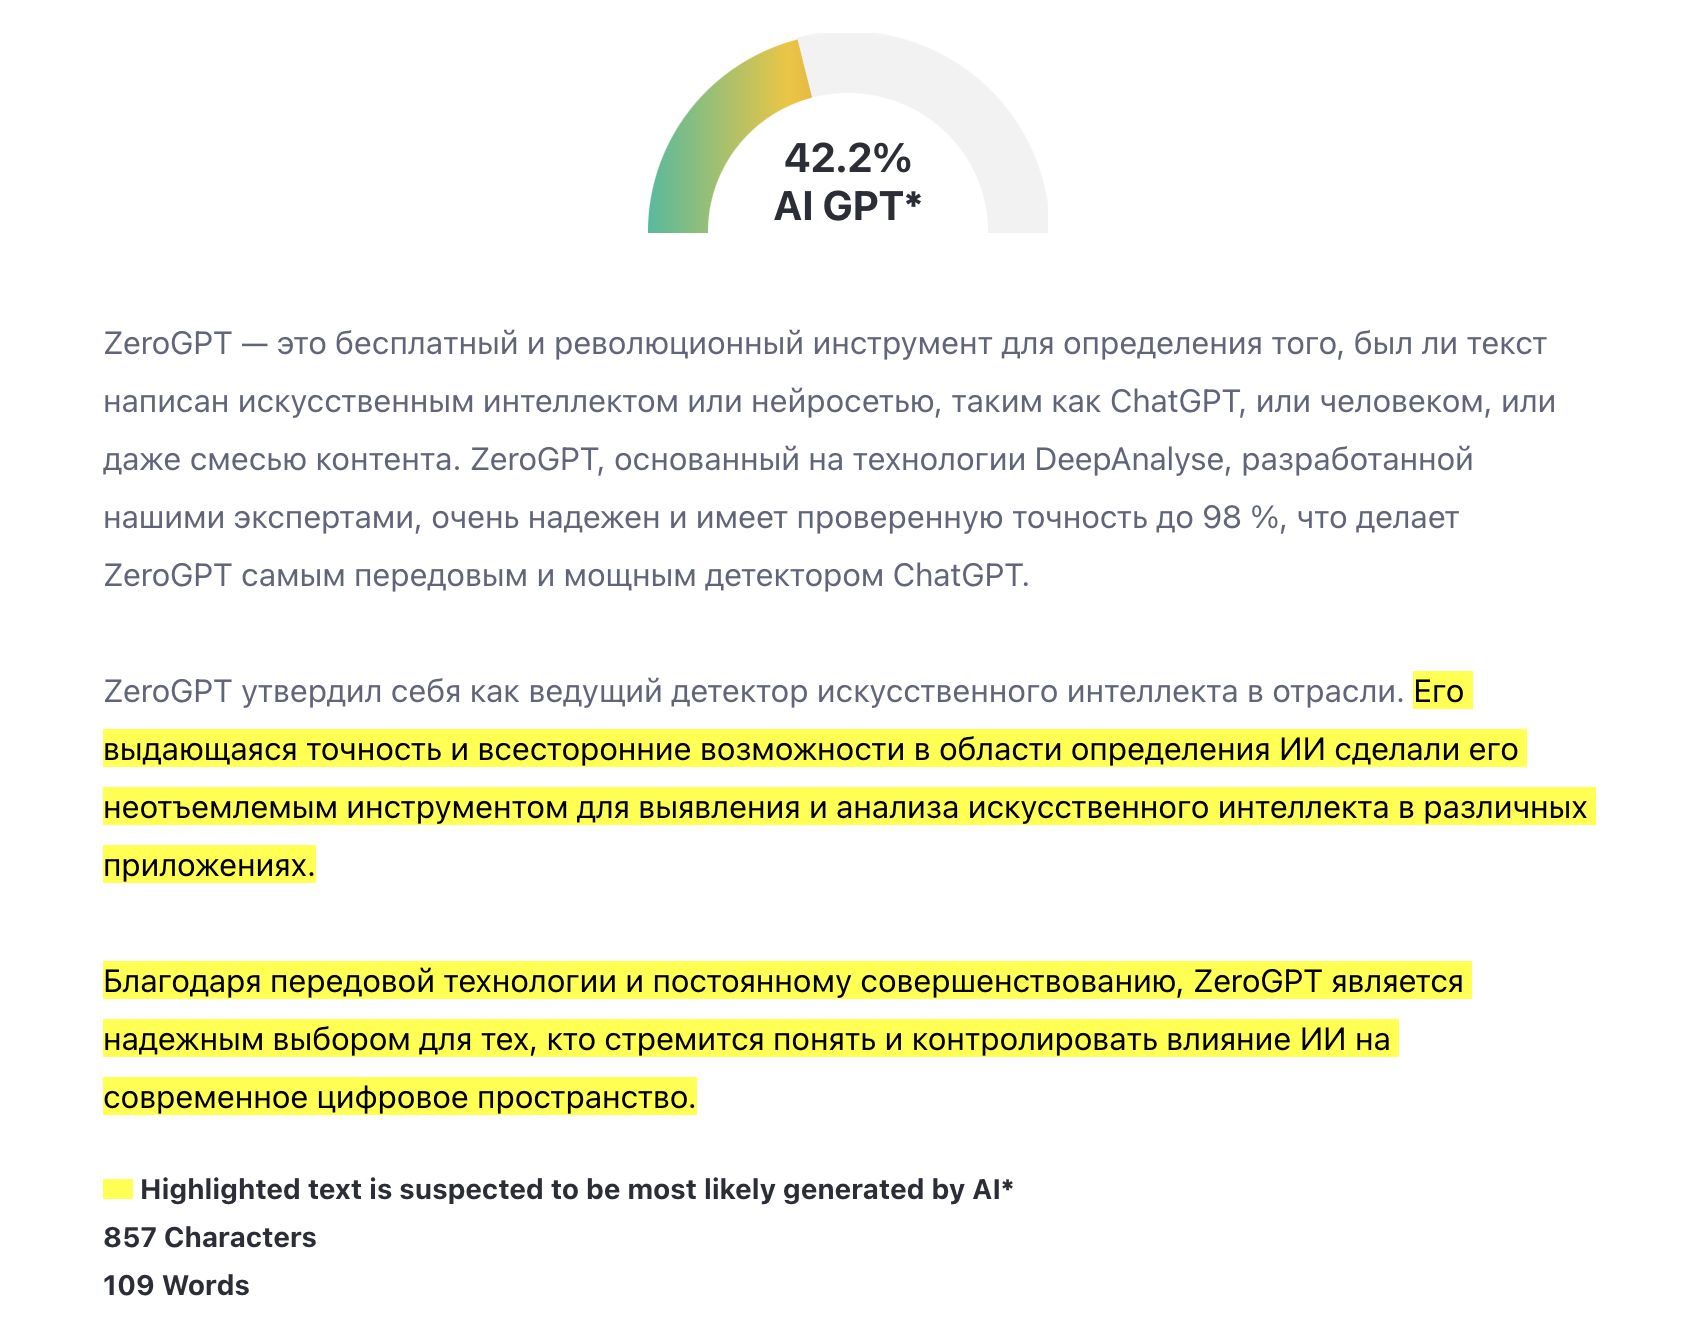 42.2%
AI GPT*
ZeroGPT — это бесплатный и революционный инструмент для определения того, был ли текст
написан искусственным интеллектом или нейросетью, таким как ChatGPT, или человеком, или
даже смесью контента. ZeroGPT, основанный на технологии DeepAnalyse, разработанной
нашими экспертами, очень надежен и имеет проверенную точность до 98 %, что делает
ZeroGPT самым передовым и мощным детектором ChatGPT.
ZeroGPT утвердил себя как ведущий детектор искусственного интеллекта в отрасли. Его
выдающаяся точность и всесторонние возможности в области определения ИИ сделали его
неотъемлемым инструментом для выявления и анализа искусственного интеллекта в различных
приложениях.
Благодаря передовой технологии и постоянному совершенствованию, ZeroGPT является
надежным выбором для тех, кто стремится понять и контролировать влияние ИИ на
современное цифровое пространство.
Highlighted text is suspected to be most likely generated by AI*
857 Characters
109 Words